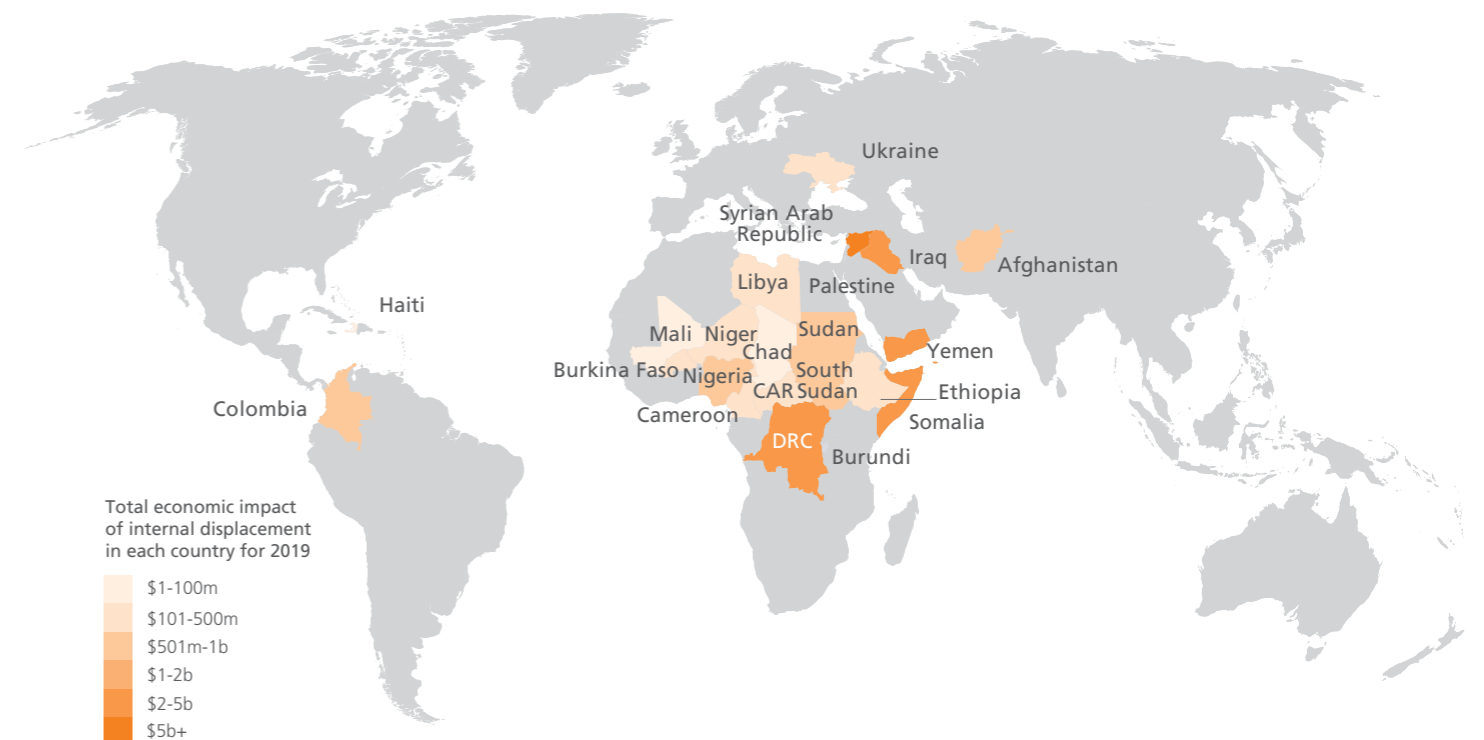 Ukraine
Syrian Arab
Republic
Iraq
Afghanistan
Libya
Palestine
Haiti
Mali
Niger
Sudan
Chad
Yemen
Burkina Faso
Nigeria
South
CAR
Sudan
Ethiopia
Colombia
Cameroon
Somalia
DRC
Burundi
Total economic impact
of internal displacement
in each country for 2019
$1-100m
$101-500m
$501m-1b
$1-2b
$2-5b
$5b+